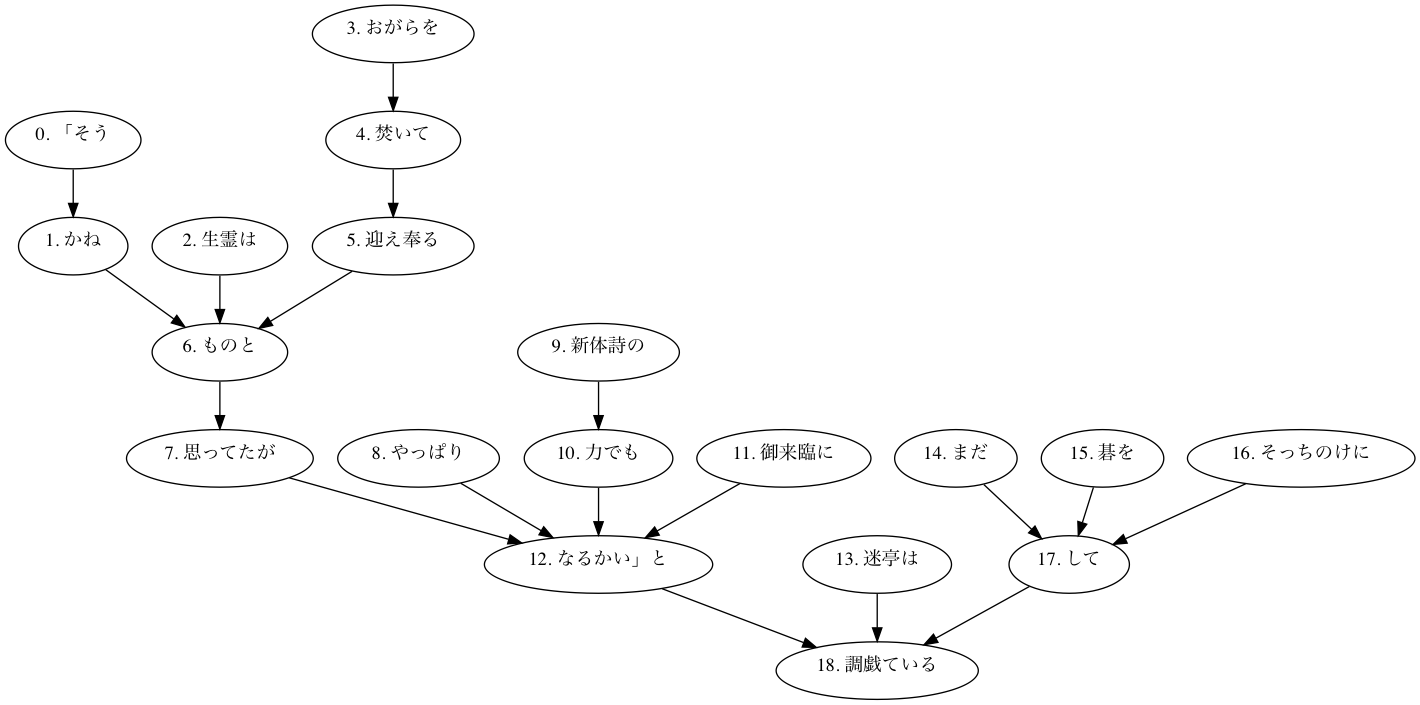 3. おがらを
0. 「そう
4. 焚いて
1. かね
2. 生霊は
5. 迎え奉る
6. ものと
9. 新体詩の
7. 思ってたが
8. やっぱり
10. 力でも
11. 御来臨に
14. まだ
15. 碁を
16. そっちのけに
12. なるかい」と
13. 迷亭は
17. して
18. 調戯ている